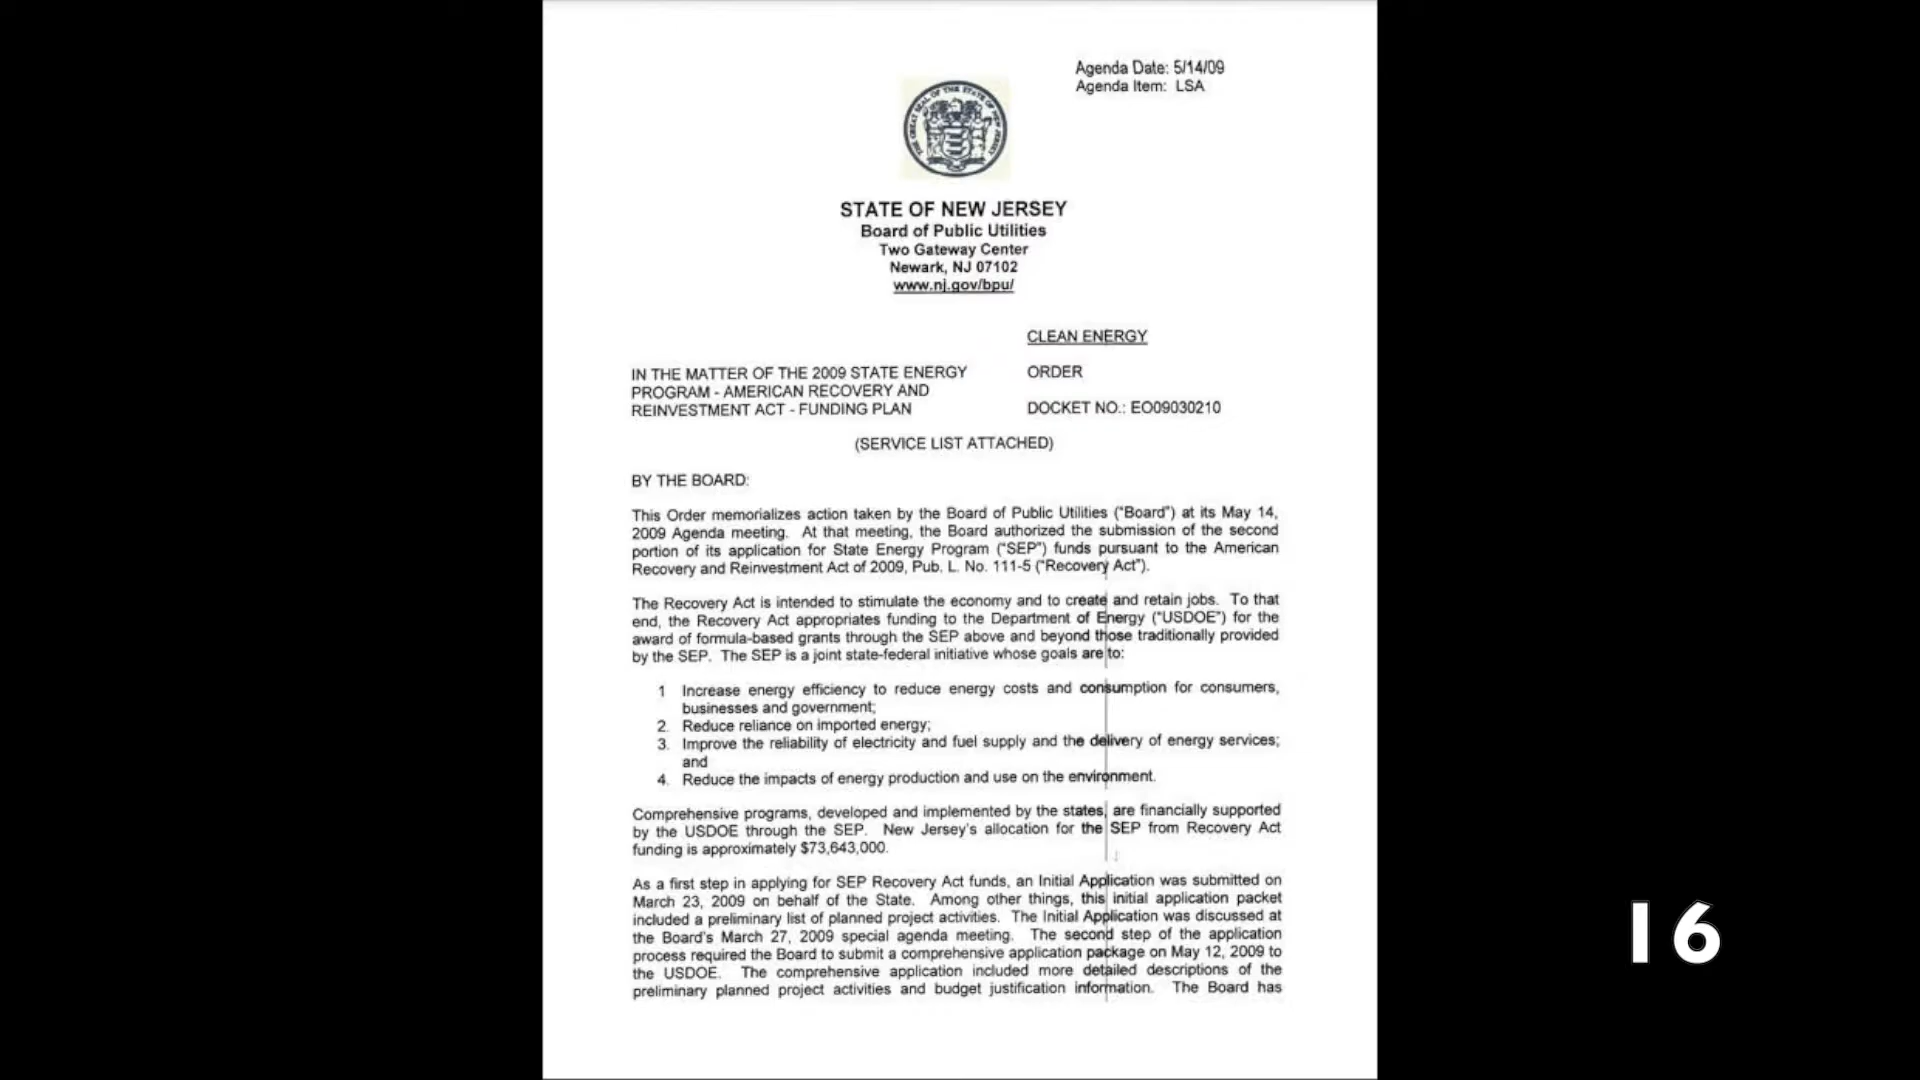 Agenda Date: 5/14/09
Agenda Item: LSA
THE GREAT SEAL OF THE STATE OF NEW JERSEY
STATE OF NEW JERSEY
Board of Public Utilities
Two Gateway Center
Newark, NJ 07102
www.nj.gov/bpu/
CLEAN ENERGY
IN THE MATTER OF THE 2009 STATE ENERGY
PROGRAM - AMERICAN RECOVERY AND
REINVESTMENT ACT - FUNDING PLAN
ORDER
DOCKET NO.: EO09030210
(SERVICE LIST ATTACHED)
BY THE BOARD:
This Order memorializes action taken by the Board of Public Utilities ("Board") at its May 14,
2009 Agenda meeting. At that meeting, the Board authorized the submission of the second
portion of its application for State Energy Program ("SEP") funds pursuant to the American
Recovery and Reinvestment Act of 2009, Pub. L. No. 111-5 ("Recovery Act").
The Recovery Act is intended to stimulate the economy and to create and retain jobs. To that
end, the Recovery Act appropriates funding to the Department of Energy ("USDOE") for the
award of formula-based grants through the SEP above and beyond those traditionally provided
by the SEP. The SEP is a joint state-federal initiative whose goals are to:
1 Increase energy efficiency to reduce energy costs and consumption for consumers,
businesses and government;
2. Reduce reliance on imported energy;
3. Improve the reliability of electricity and fuel supply and the delivery of energy services;
and
4. Reduce the impacts of energy production and use on the environment.
Comprehensive programs, developed and implemented by the states, are financially supported
by the USDOE through the SEP. New Jersey's allocation for the SEP from Recovery Act
funding is approximately $73,643,000.
As a first step in applying for SEP Recovery Act funds, an Initial Application was submitted on
March 23, 2009 on behalf of the State. Among other things, this initial application packet
included a preliminary list of planned project activities. The Initial Application was discussed at
the Board's March 27, 2009 special agenda meeting. The second step of the application
process required the Board to submit a comprehensive application package on May 12, 2009 to
the USDOE. The comprehensive application included more detailed descriptions of the
preliminary planned project activities and budget justification information. The Board has
16